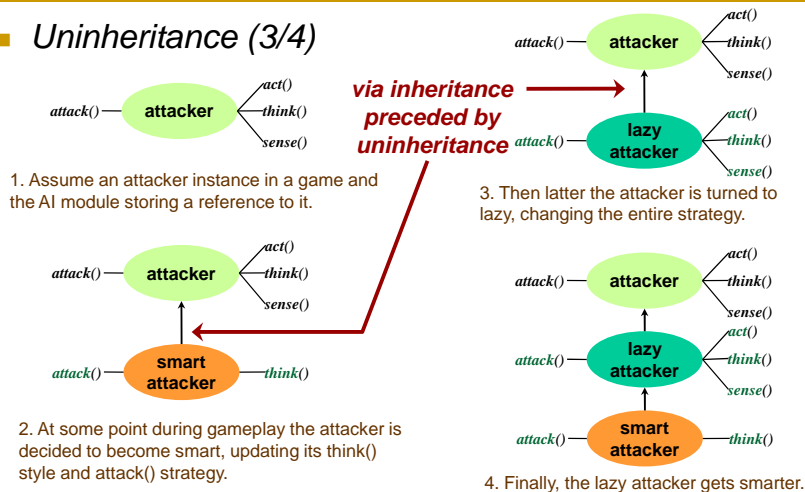 Uninheritance (3/4)
attack()
attacker
act()
think()
sense()
1. Assume an attacker instance in a game and
the AI module storing a reference to it.
attack()
attacker
act()
think()
sense()
smart
attacker
attack()
think()
2. At some point during gameplay the attacker is
decided to become smart, updating its think()
style and attack() strategy.
via inheritance
preceded by
uninheritance
attack()
attacker
act()
think()
sense()
attack()
lazy
attacker
act()
think()
sense()
3. Then latter the attacker is turned to
lazy, changing the entire strategy.
attack()
attacker
act()
think()
sense()
attack()
lazy
attacker
act()
think()
sense()
attack()
smart
attacker
think()
4. Finally, the lazy attacker gets smarter.